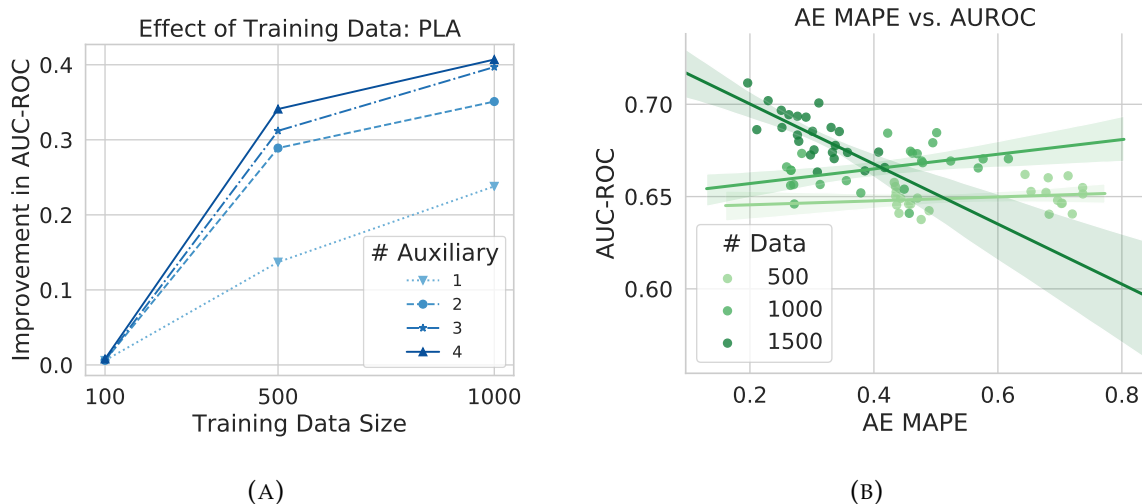 Effect of Training Data: PLA
Improvement in AUC-ROC
0.4
0.3
0.2
0.1
0.0
# Auxiliary
1
2
3
4
100
500
1000
Training Data Size
(A)
AE MAPE vs. AUROC
AUC-ROC
0.70
0.65
0.60
# Data
500
1000
1500
0.2
0.4
0.6
0.8
AE MAPE
(B)